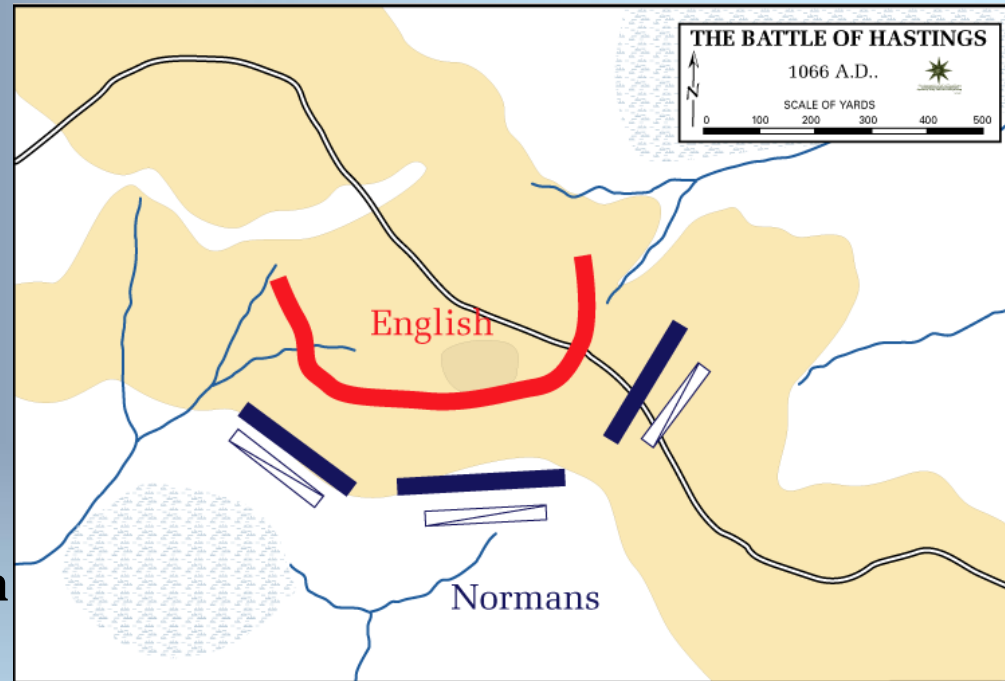 THE BATTLE OF HASTINGS
N
1066 A.D..
SCALE OF YARDS
0 100 200 300 400 500
English
Normans